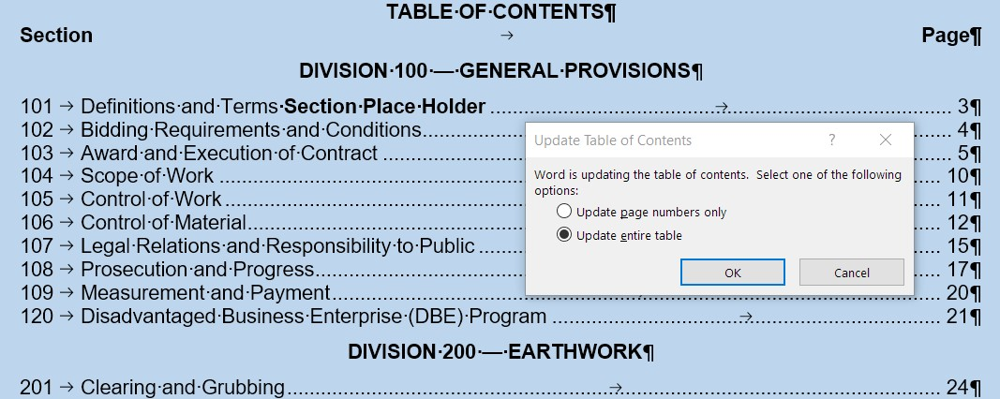 TABLE·OF·CONTENTS¶
Section → Page¶
DIVISION·100·—·GENERAL·PROVISIONS¶
101 → Definitions·and·Terms·Section·Place·Holder → 3¶
102 → Bidding·Requirements·and·Conditions 4¶
103 → Award·and·Execution·of·Contract 5¶
104 → Scope·of·Work 10¶
105 → Control·of·Work 11¶
106 → Control·of·Material 12¶
107 → Legal·Relations·and·Responsibility·to·Public 15¶
108 → Prosecution·and·Progress 17¶
109 → Measurement·and·Payment 20¶
120 → Disadvantaged·Business·Enterprise·(DBE)·Program → 21¶
DIVISION·200·—·EARTHWORK¶
201 → Clearing·and·Grubbing → 24¶
Update Table of Contents ?
Word is updating the table of contents. Select one of the following
options:
Update page numbers only
Update entire table
OK Cancel